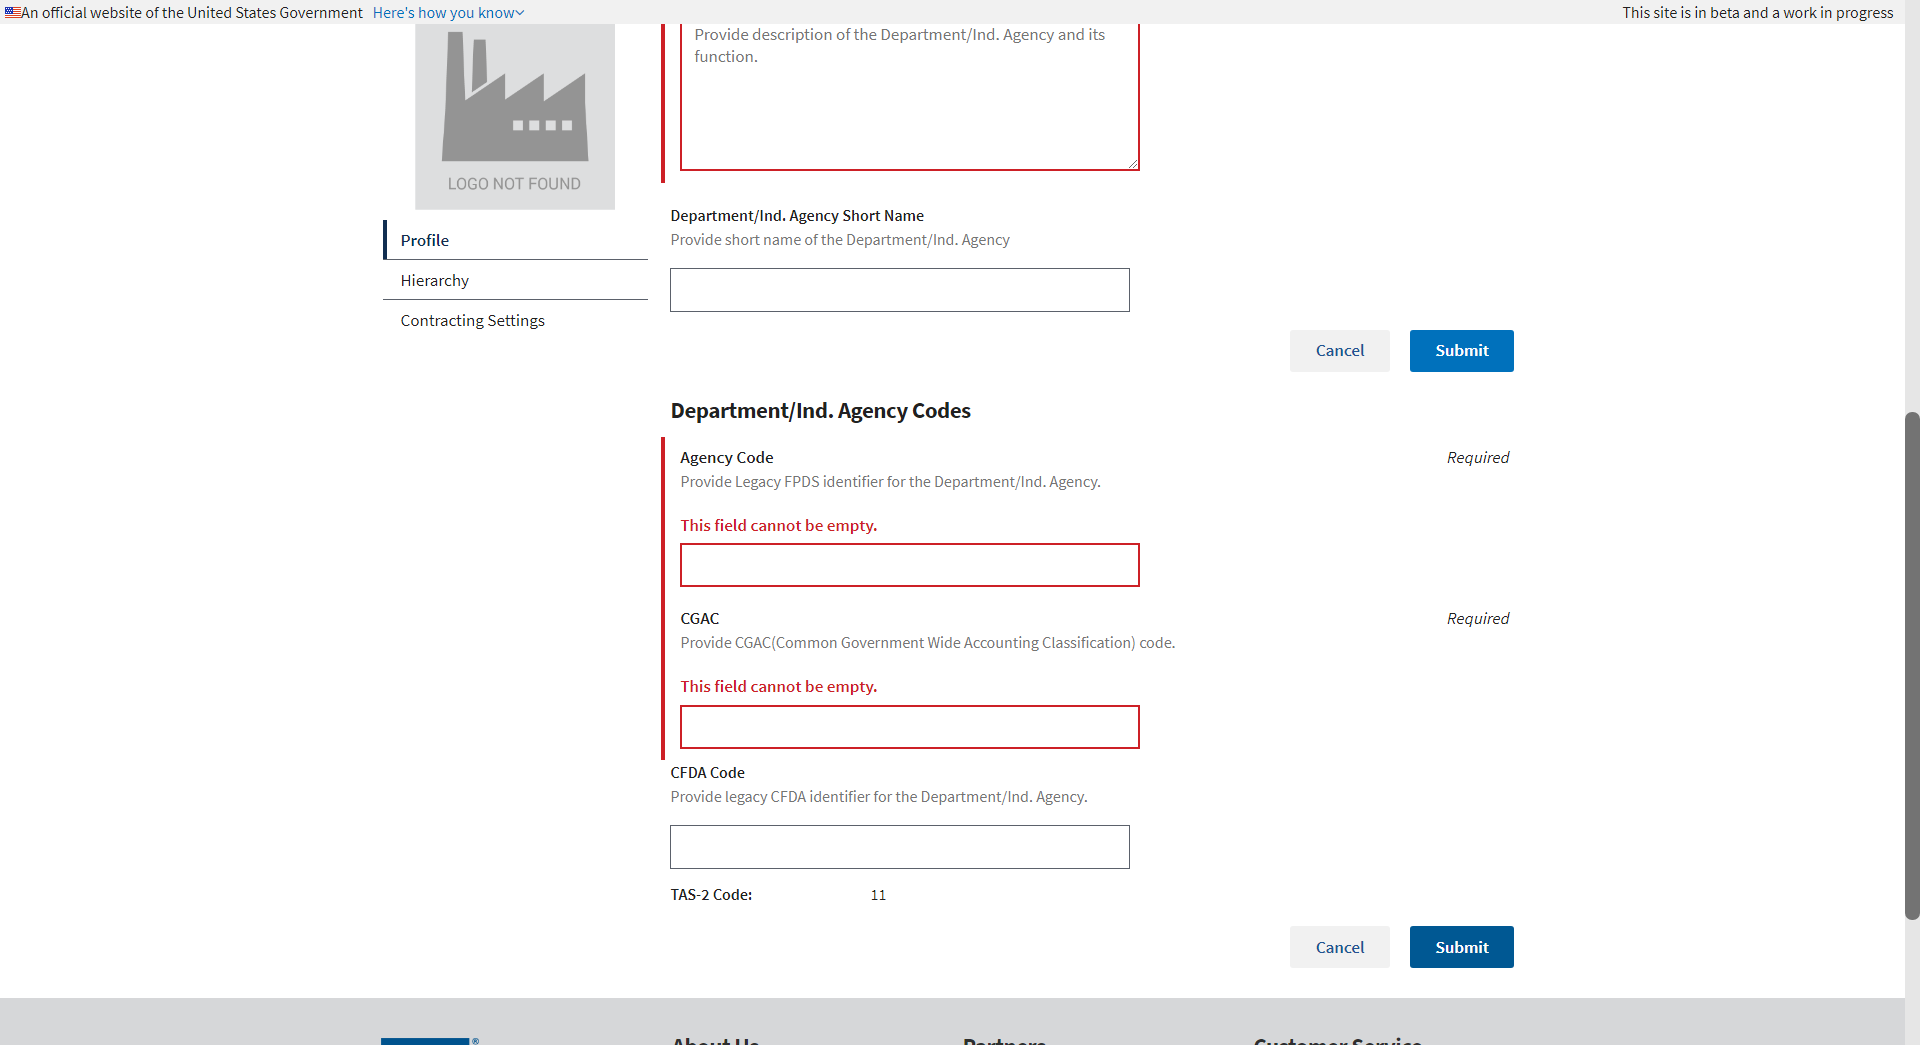 An official website of the United States Government Here's how you know
This site is in beta and a work in progress
Provide description of the Department/Ind. Agency and its
function.
LOGO NOT FOUND
Profile
Hierarchy
Contracting Settings
Department/Ind. Agency Short Name
Provide short name of the Department/Ind. Agency
Cancel
Submit
Department/Ind. Agency Codes
Agency Code
Required
Provide Legacy FPDS identifier for the Department/Ind. Agency.
This field cannot be empty.
CGAC
Required
Provide CGAC(Common Government Wide Accounting Classification) code.
This field cannot be empty.
CFDA Code
Provide legacy CFDA identifier for the Department/Ind. Agency.
TAS-2 Code: 11
Cancel
Submit
®
About Us
Partners
Customer Service